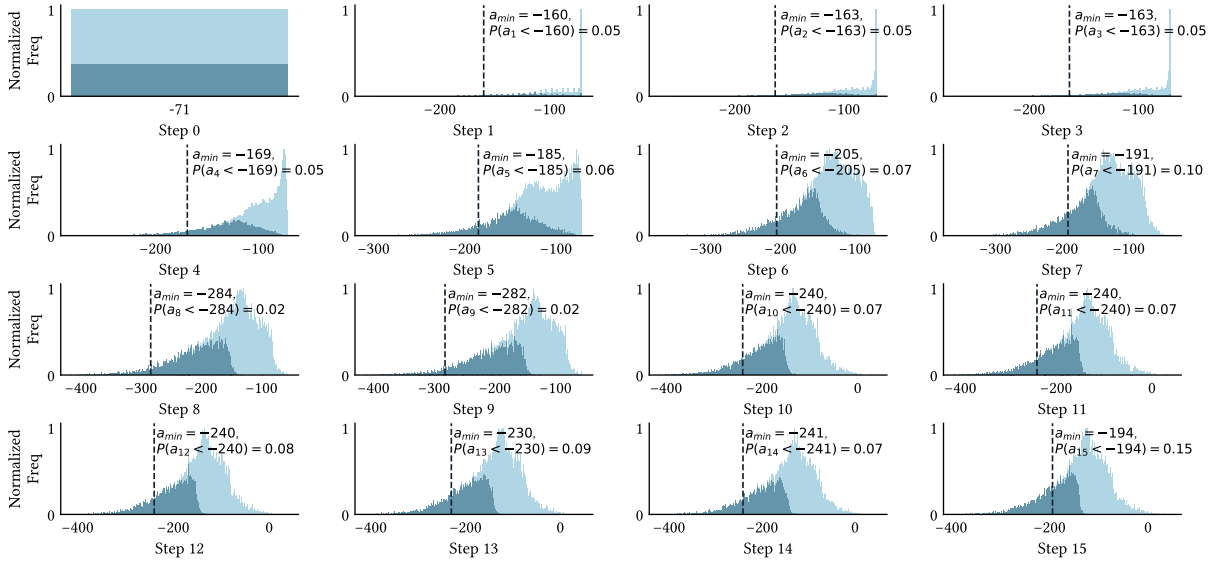 Normalized
Freq
1
0
-71
Step 0
1
0
a_min = −160,
P(a_1 < −160) = 0.05
−200
−100
Step 1
1
0
a_min = −163,
P(a_2 < −163) = 0.05
−200
−100
Step 2
1
0
a_min = −163,
P(a_3 < −163) = 0.05
−200
−100
Step 3
Normalized
Freq
1
0
a_min = −169,
P(a_4 < −169) = 0.05
−200
−100
Step 4
1
0
a_min = −185,
P(a_5 < −185) = 0.06
−300
−200
−100
Step 5
1
0
a_min = −205,
P(a_6 < −205) = 0.07
−300
−200
−100
Step 6
1
0
a_min = −191,
P(a_7 < −191) = 0.10
−300
−200
−100
Step 7
Normalized
Freq
1
0
a_min = −284,
P(a_8 < −284) = 0.02
−400
−300
−200
−100
Step 8
1
0
a_min = −282,
P(a_9 < −282) = 0.02
−400
−300
−200
−100
Step 9
1
0
a_min = −240,
P(a_10 < −240) = 0.07
−400
−200
0
Step 10
1
0
a_min = −240,
P(a_11 < −240) = 0.07
−400
−200
0
Step 11
Normalized
Freq
1
0
a_min = −240,
P(a_12 < −240) = 0.08
−400
−200
0
Step 12
1
0
a_min = −230,
P(a_13 < −230) = 0.09
−400
−200
0
Step 13
1
0
a_min = −241,
P(a_14 < −241) = 0.07
−400
−200
0
Step 14
1
0
a_min = −194,
P(a_15 < −194) = 0.15
−400
−200
0
Step 15